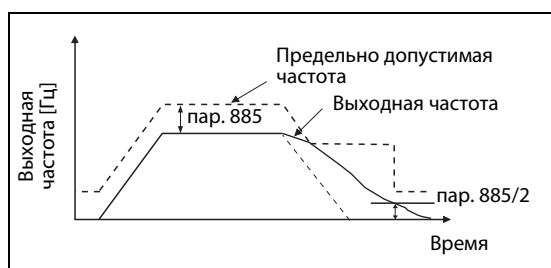 Предельно допустимая
частота
Выходная частота
пар. 885
Выходная
частота [Гц]
пар. 885/2
Время